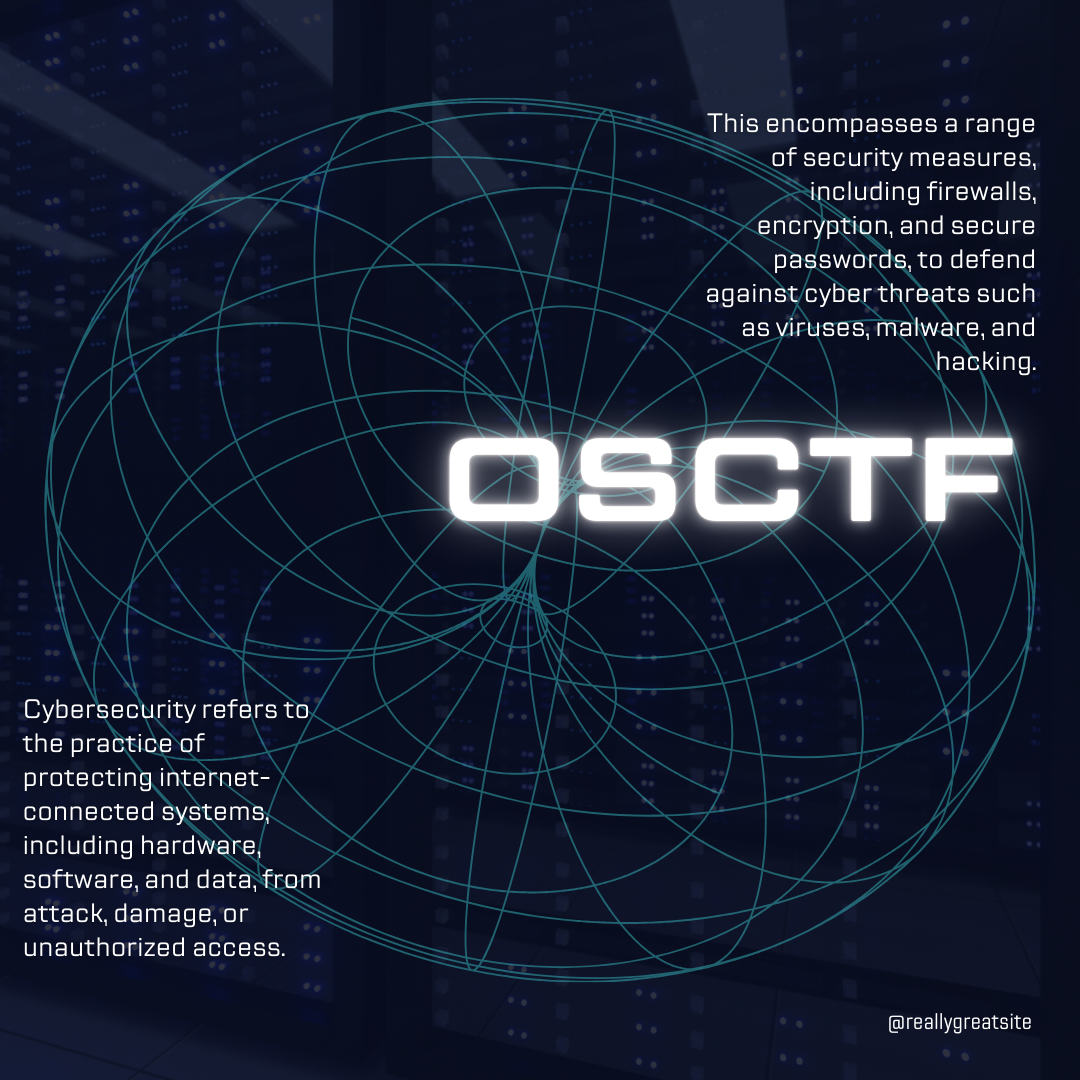 This encompasses a range
of security measures,
including firewalls,
encryption, and secure
passwords, to defend
against cyber threats such
as viruses, malware, and
hacking.
OSCTF
Cybersecurity refers to
the practice of
protecting internet-
connected systems,
including hardware,
software, and data, from
attack, damage, or
unauthorized access.
@reallygreatsite